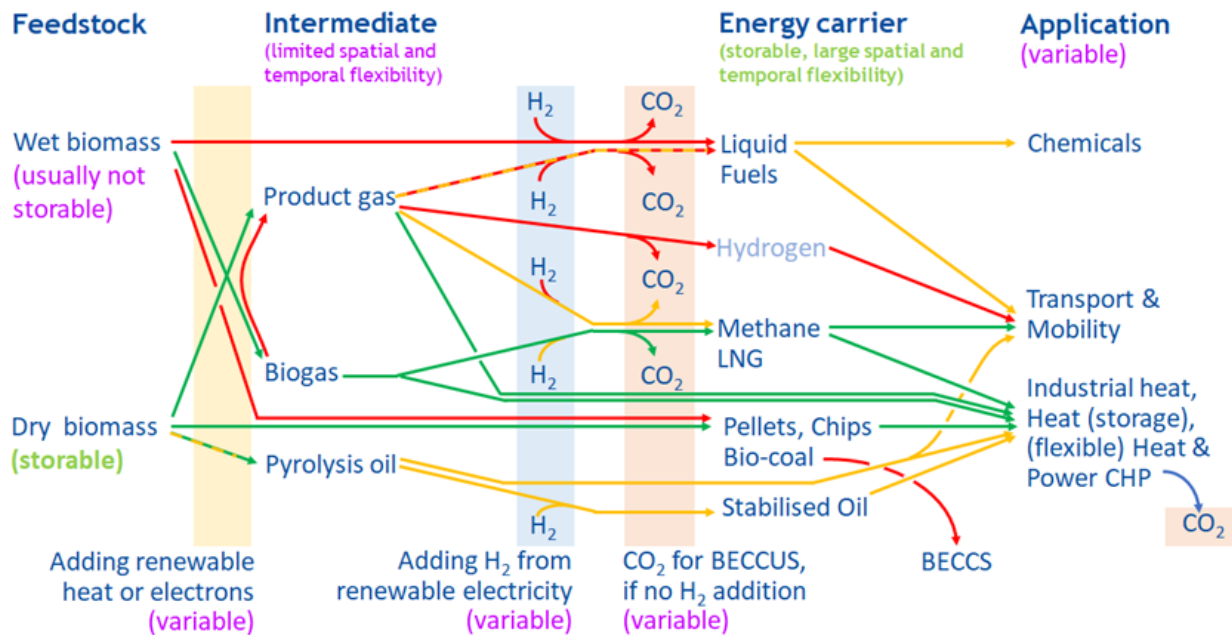 Feedstock
Intermediate
(limited spatial and
temporal flexibility)
Energy carrier
(storable, large spatial and
temporal flexibility)
Application
(variable)
H₂
CO₂
Wet biomass
(usually not
storable)
Liquid
Fuels
Chemicals
Product gas
H₂
CO₂
Hydrogen
H₂
CO₂
Transport &
Mobility
Methane
LNG
Biogas
H₂
CO₂
Industrial heat,
Heat (storage),
(flexible) Heat &
Power CHP
Dry biomass
(storable)
Pellets, Chips
Bio-coal
Pyrolysis oil
Stabilised Oil
H₂
CO₂
Adding renewable
heat or electrons
(variable)
Adding H₂ from
renewable electricity
(variable)
CO₂ for BECCUS,
if no H₂ addition
(variable)
BECCS